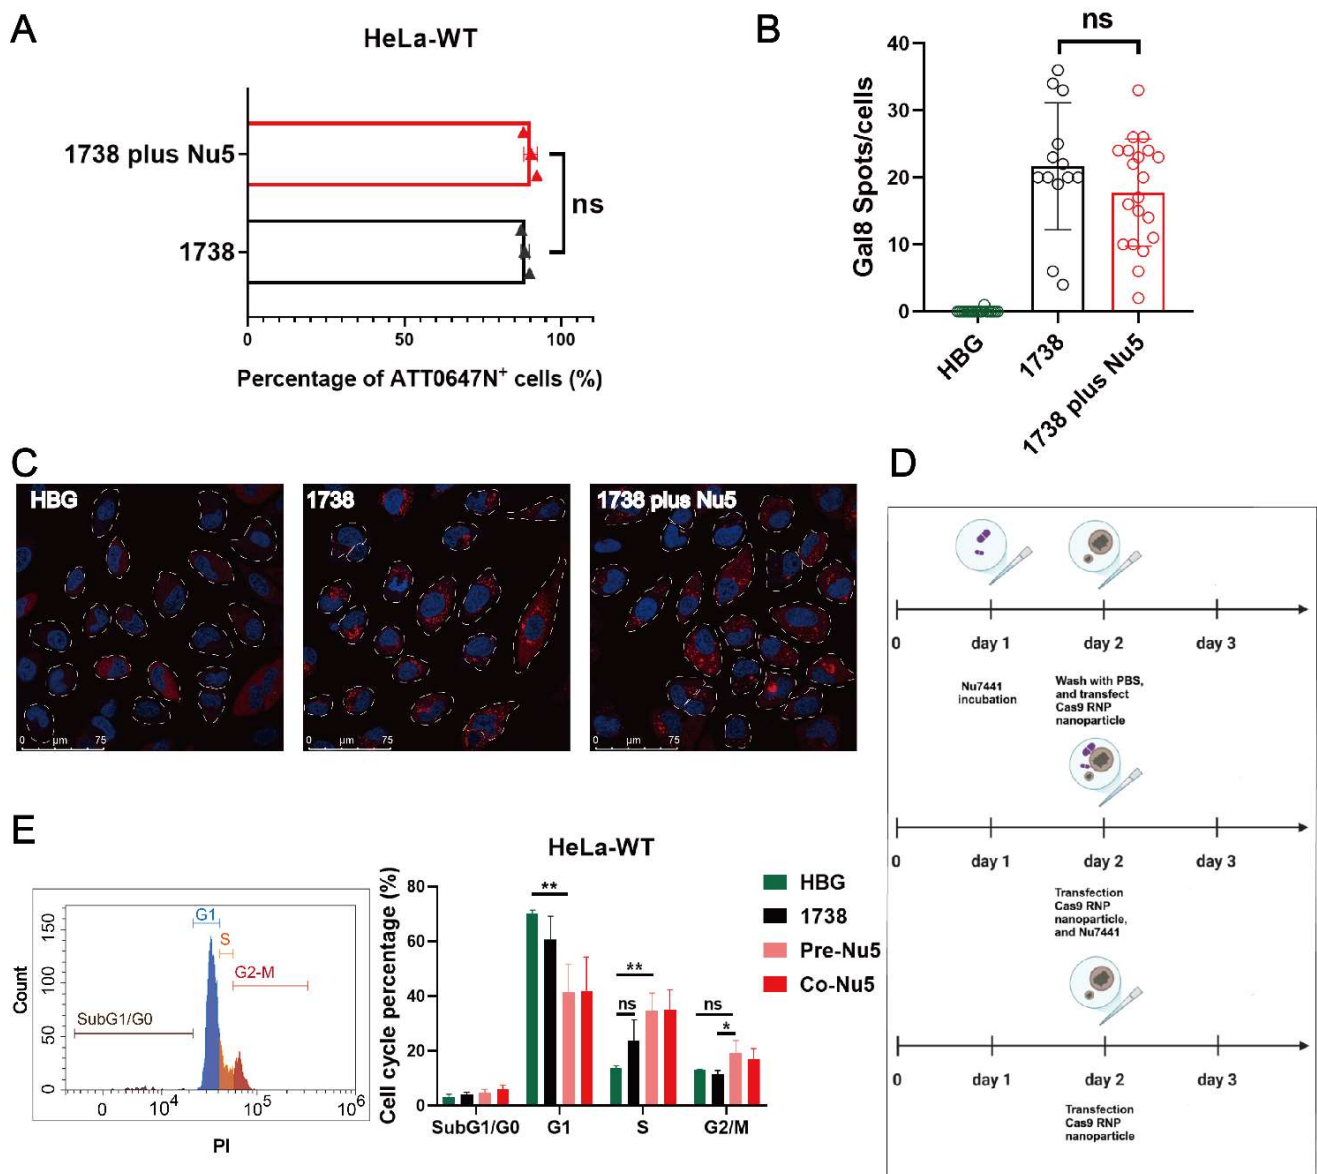 A
HeLa-WT
1738 plus Nu5
1738
ns
0
50
100
Percentage of ATT0647N+ cells (%)
B
ns
Gal8 Spots/cells
40
30
20
10
0
HBG
1738
1738 plus Nu5
C
HBG
0 μm 75
1738
0 μm 75
1738 plus Nu5
0 μm 75
D
0 day 1 day 2 day 3
Nu7441
incubation
Wash with PBS,
and transfect
Cas9 RNP
nanoparticle
0 day 1 day 2 day 3
Transfection
Cas9 RNP
nanoparticle,
and Nu7441
0 day 1 day 2 day 3
Transfection
Cas9 RNP
nanoparticle
E
Count
150
100
50
0
G1
S
G2-M
SubG1/G0
0 10^4 10^5 10^6
PI
HeLa-WT
Cell cycle percentage (%)
80
60
40
20
0
**
ns
**
ns
*
SubG1/G0 G1 S G2/M
HBG
1738
Pre-Nu5
Co-Nu5